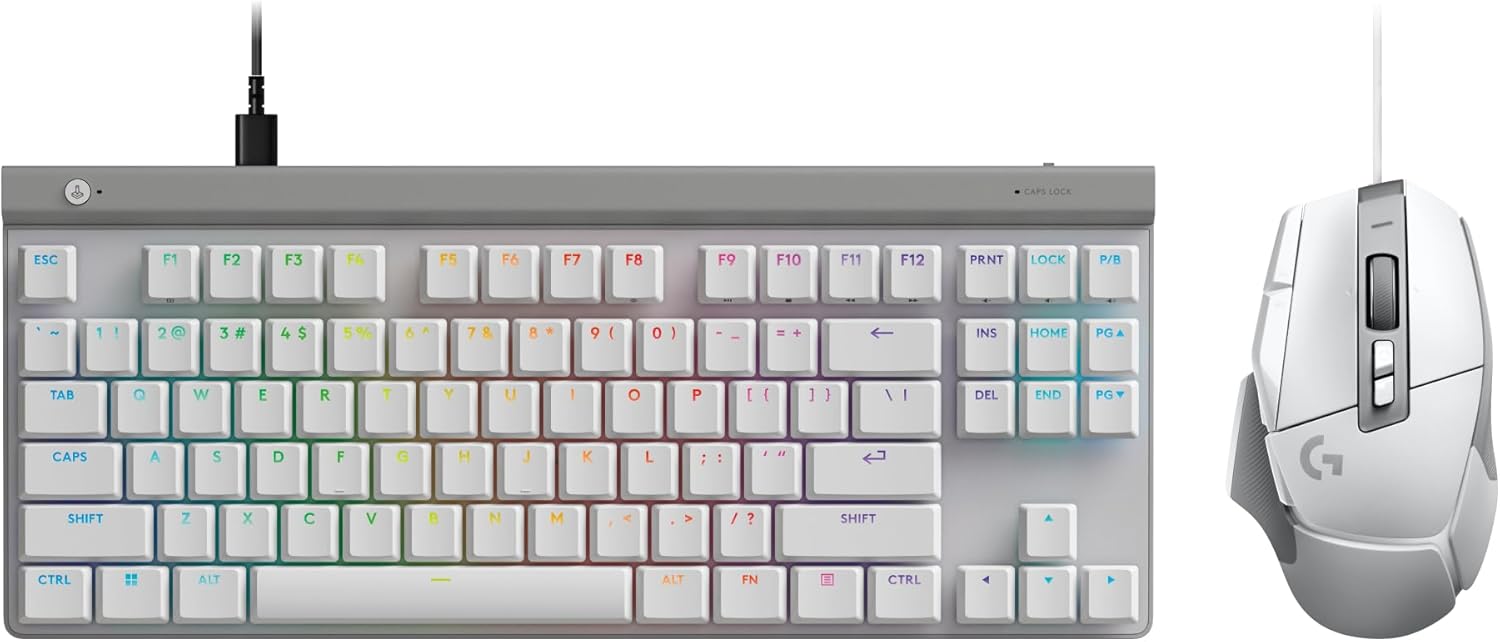 CAPS LOCK
ESC F1 F2 F3 F4 F5 F6 F7 F8 F9 F10 F11 F12 PRNT LOCK P/B
` ~ 1 ! 2 @ 3 # 4 $ 5 % 6 ^ 7 & 8 * 9 ( 0 ) - _ = + ← INS HOME PG▲
TAB Q W E R T Y U I O P [ { ] } \ | DEL END PG▼
CAPS A S D F G H J K L ; : ‘ “
SHIFT Z X C V B N M , < . > / ? SHIFT ▲
CTRL ALT ALT FN CTRL ◀ ▼ ▶
G